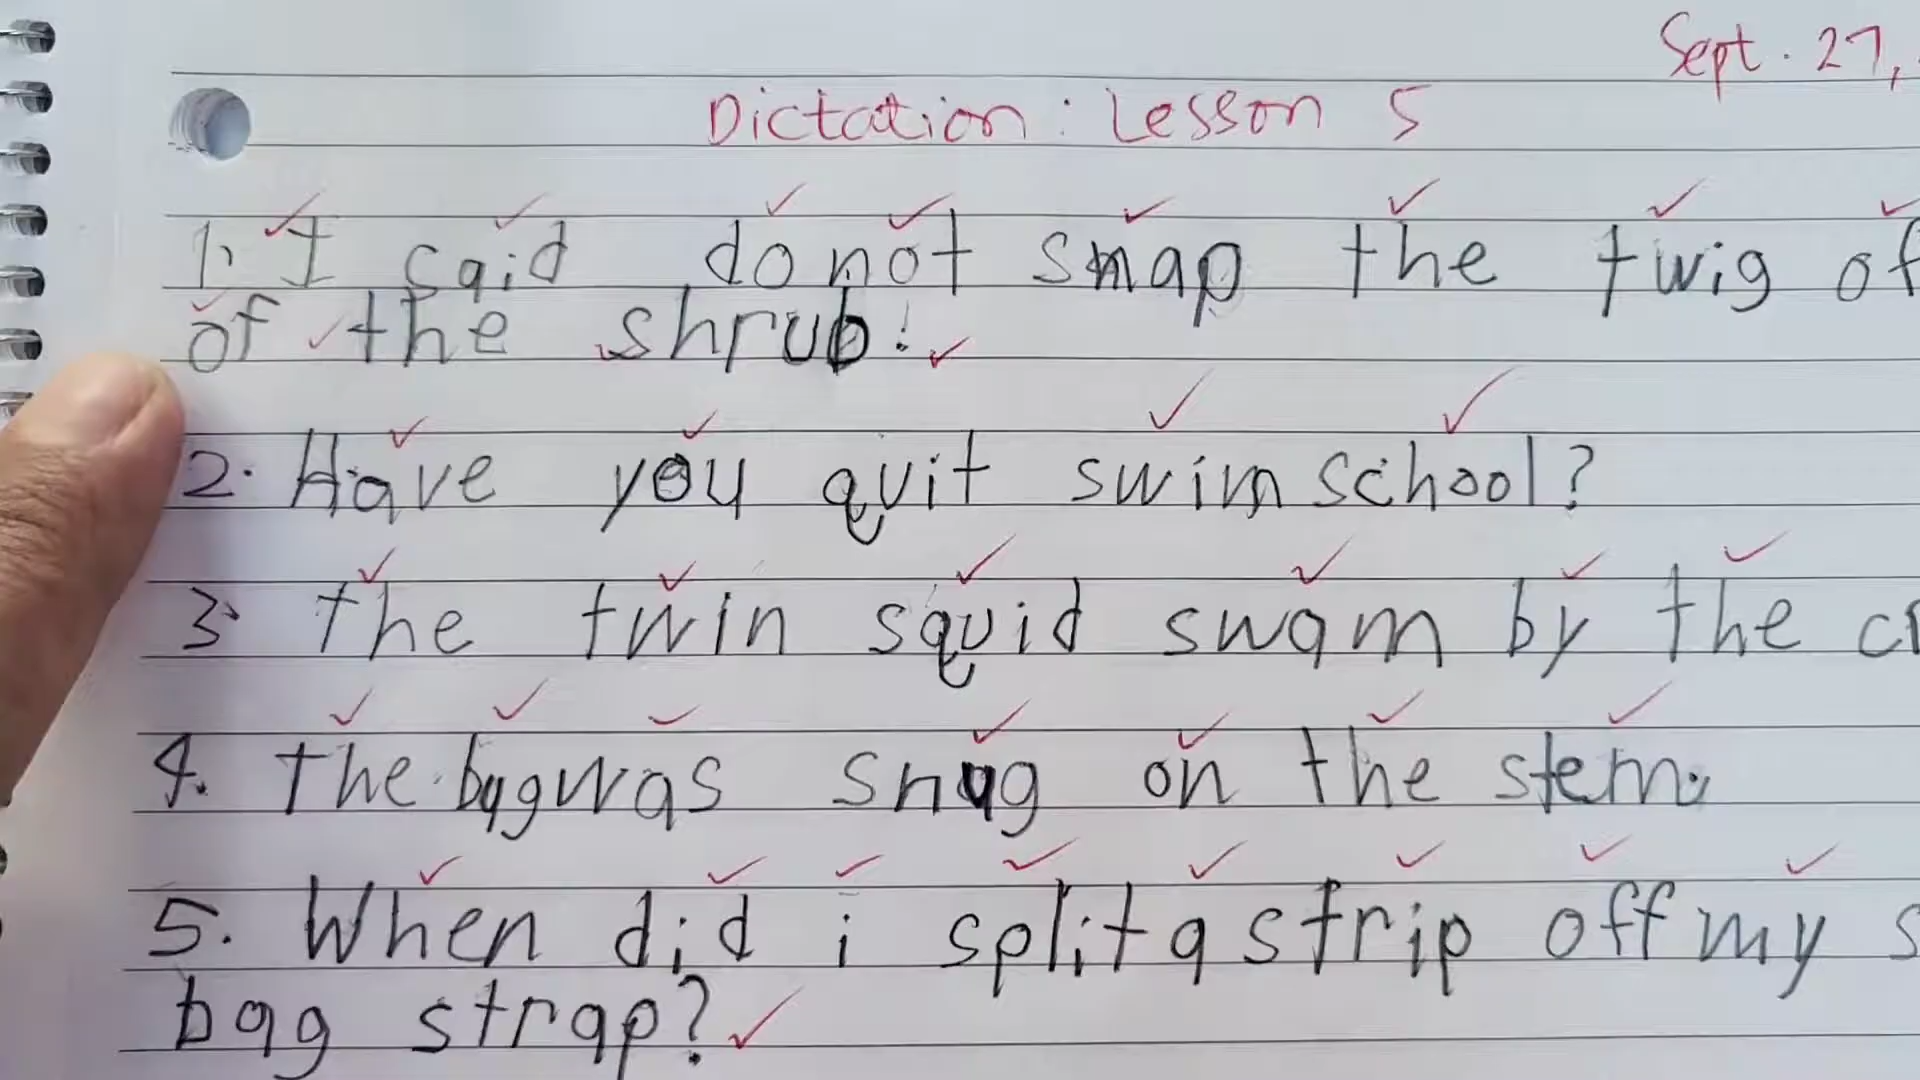 Sept. 27,
Dictation: Lesson 5
1. I said do not snap the twig of
of the shrub!
2. Have you quit swim school?
3. the twin squid swam by the
4. the bag was snug on the stem.
5. When did i split a strip off my
bag strap?